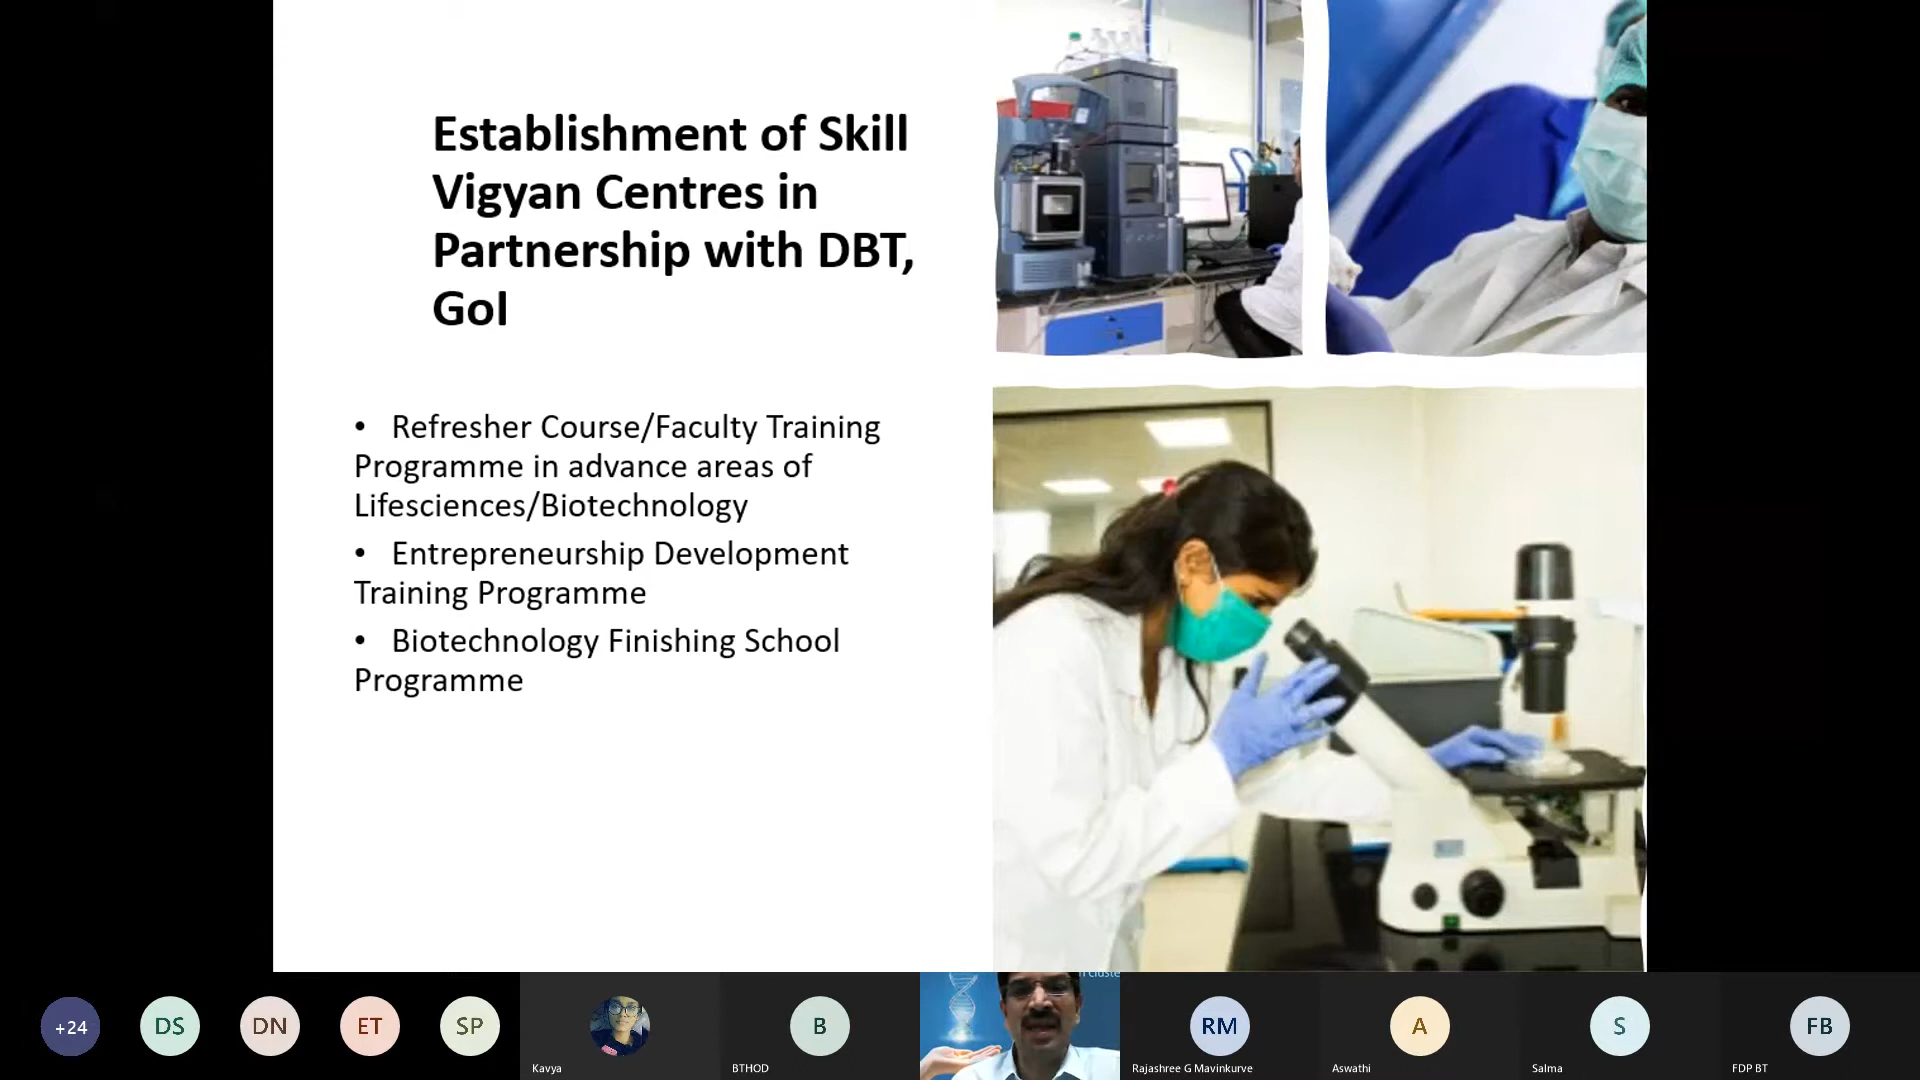 Establishment of Skill
Vigyan Centres in
Partnership with DBT,
GoI
• Refresher Course/Faculty Training
Programme in advance areas of
Lifesciences/Biotechnology
• Entrepreneurship Development
Training Programme
• Biotechnology Finishing School
Programme
+24
DS
DN
ET
SP
Kavya
B
BTHOD
RM
Rajashree G Mavinkurve
A
Aswathi
S
Salma
FB
FDP BT